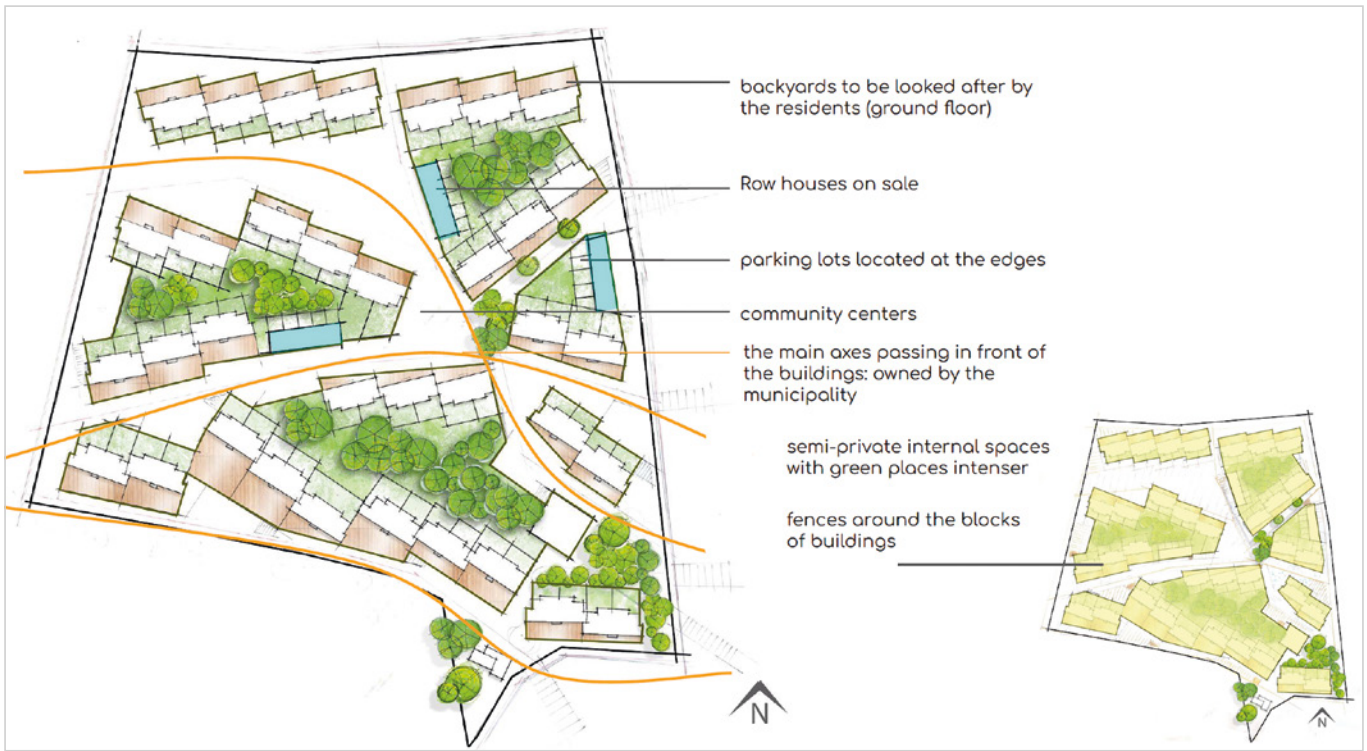 backyards to be looked after by
the residents (ground floor)
Row houses on sale
parking lots located at the edges
community centers
the main axes passing in front of
the buildings: owned by the
municipality
semi-private internal spaces
with green places intenser
fences around the blocks
of buildings
N
N